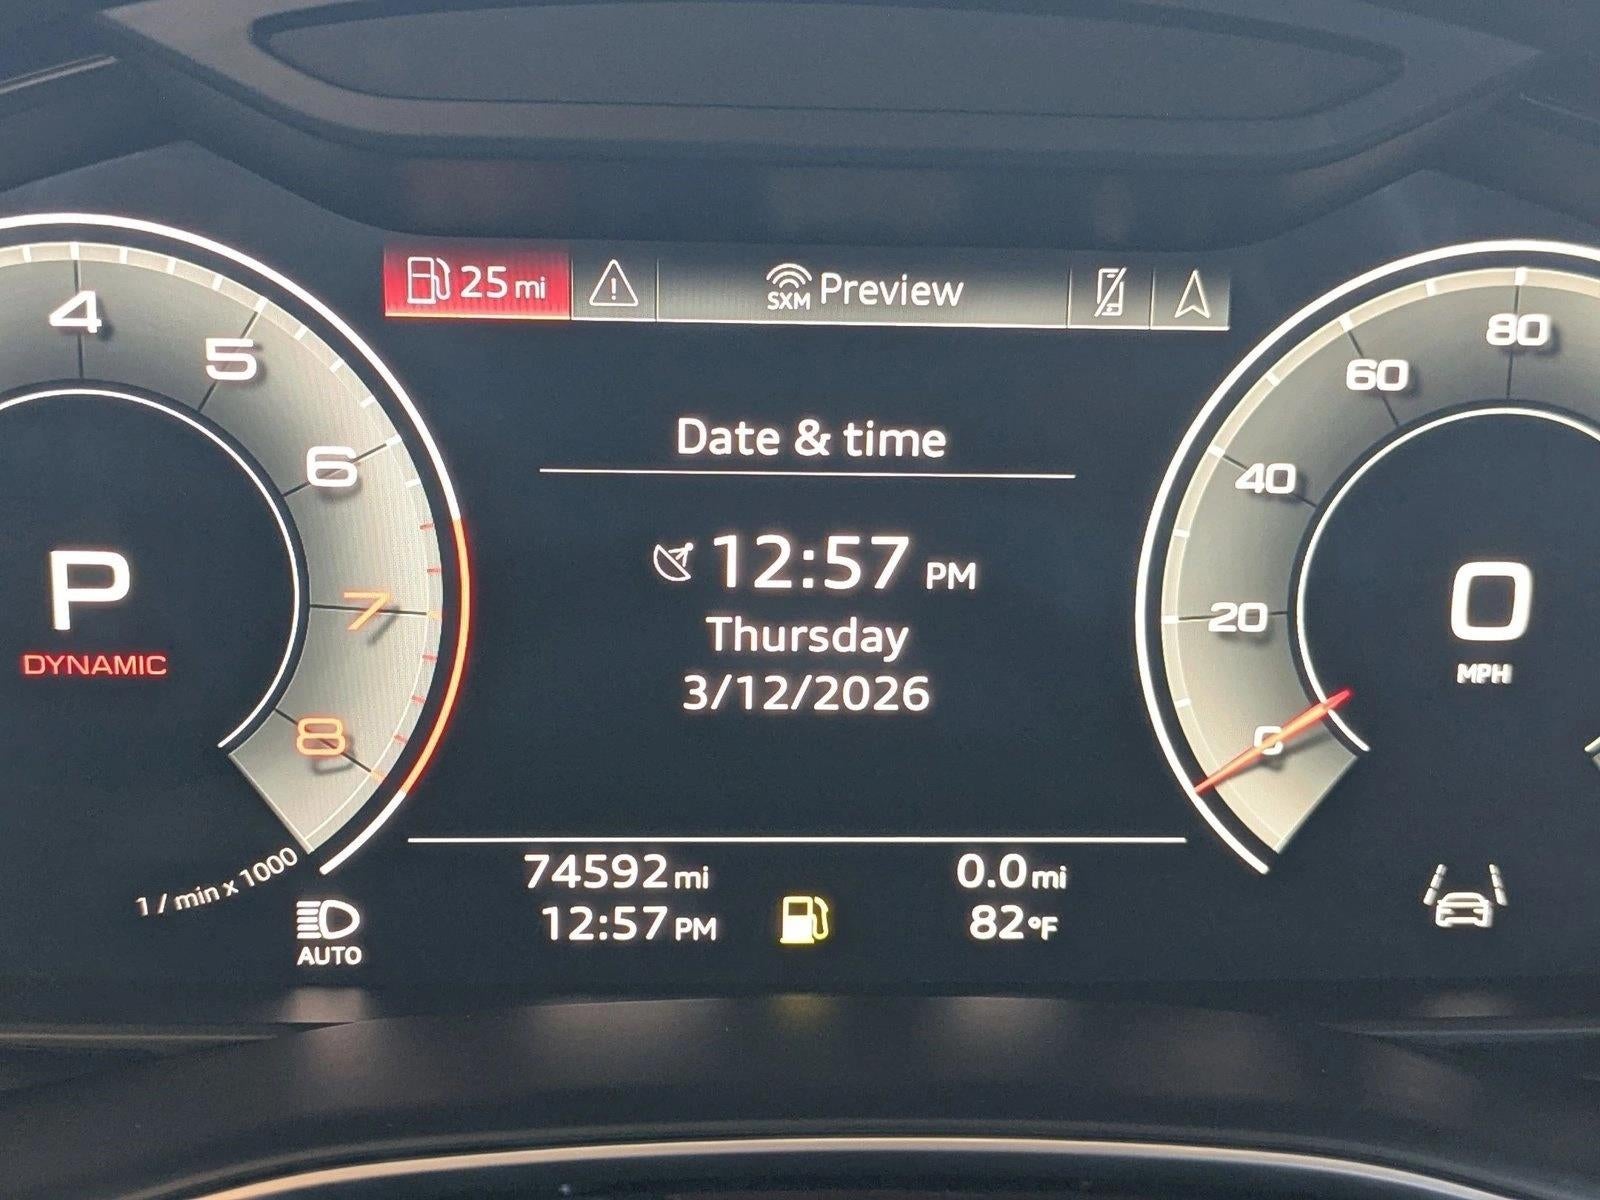 25 mi
SXM Preview
Date & time
12:57 PM
Thursday
3/12/2026
4
5
6
7
8
P
DYNAMIC
1 / min x 1000
AUTO
80
60
40
20
0
0
MPH
74592 mi
0.0 mi
12:57 PM
82°F